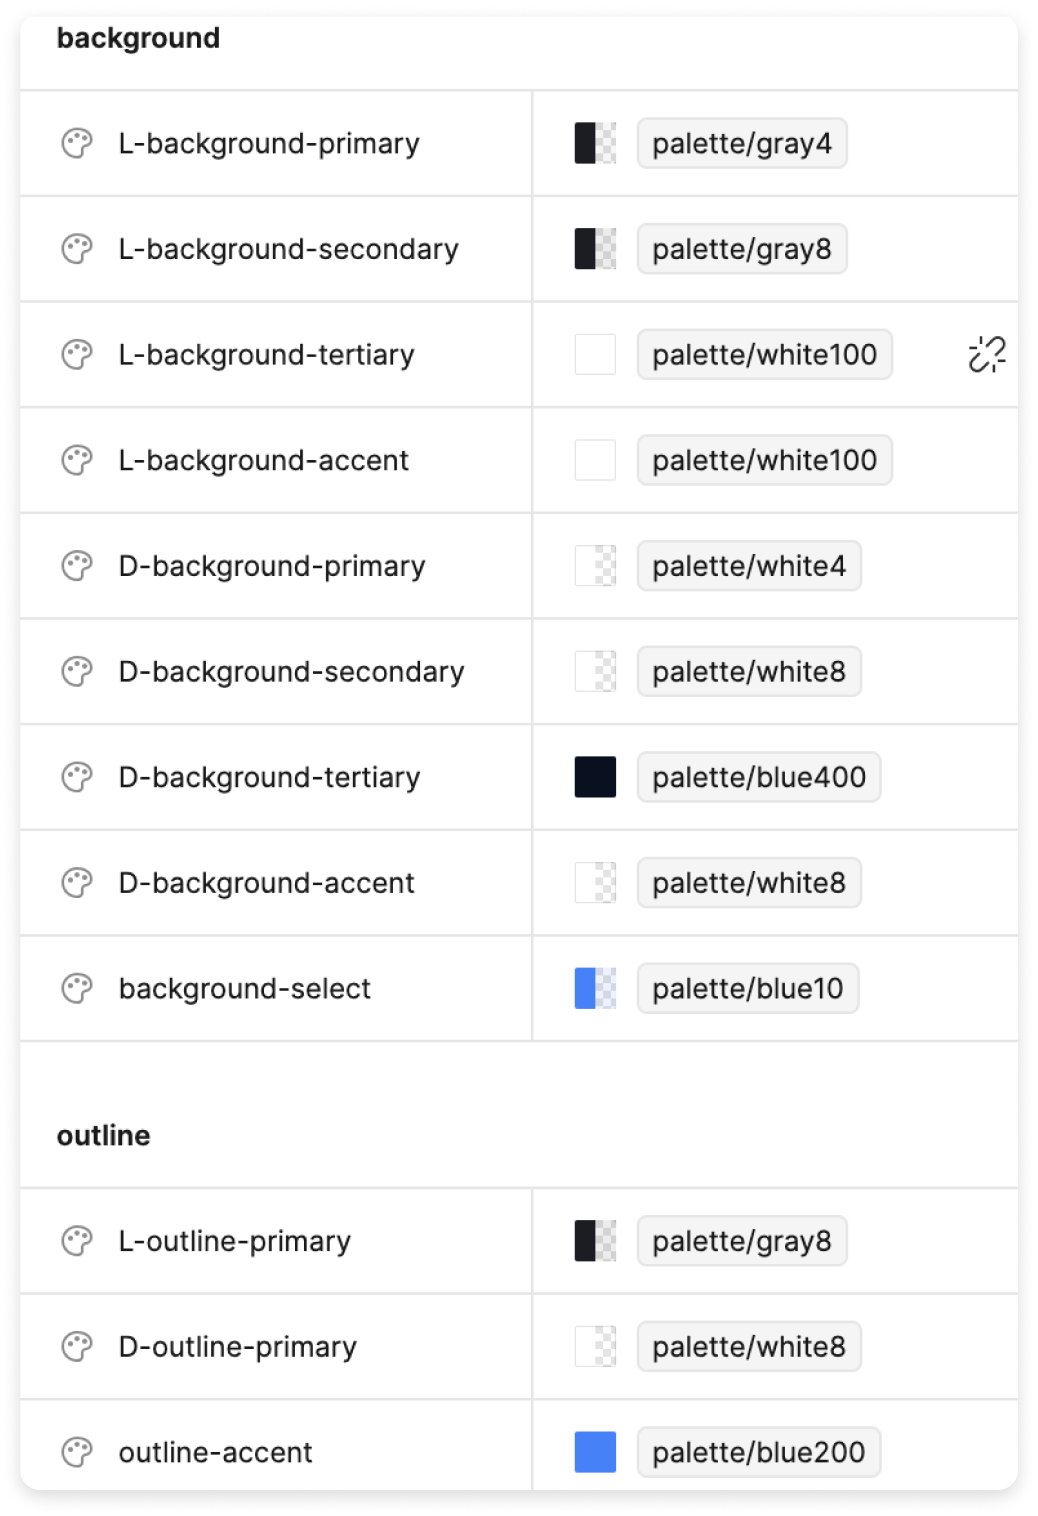 background
L-background-primary palette/gray4
L-background-secondary palette/gray8
L-background-tertiary palette/white100
L-background-accent palette/white100
D-background-primary palette/white4
D-background-secondary palette/white8
D-background-tertiary palette/blue400
D-background-accent palette/white8
background-select palette/blue10
outline
L-outline-primary palette/gray8
D-outline-primary palette/white8
outline-accent palette/blue200